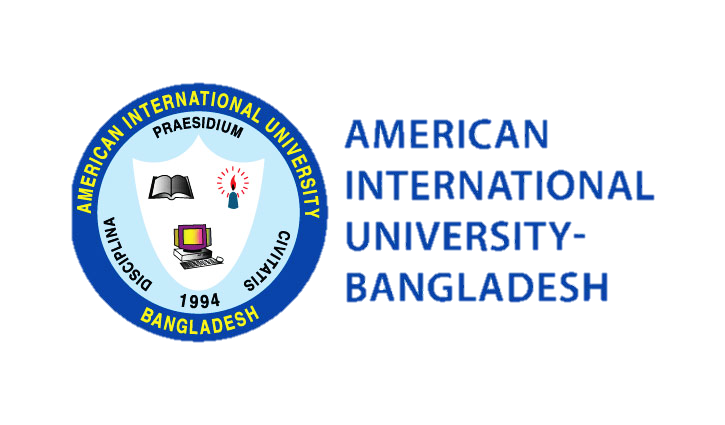 AMERICAN INTERNATIONAL UNIVERSITY
PRAESIDIUM
DISCIPLINA
CIVITATIS
1994
BANGLADESH
AMERICAN
INTERNATIONAL
UNIVERSITY-
BANGLADESH